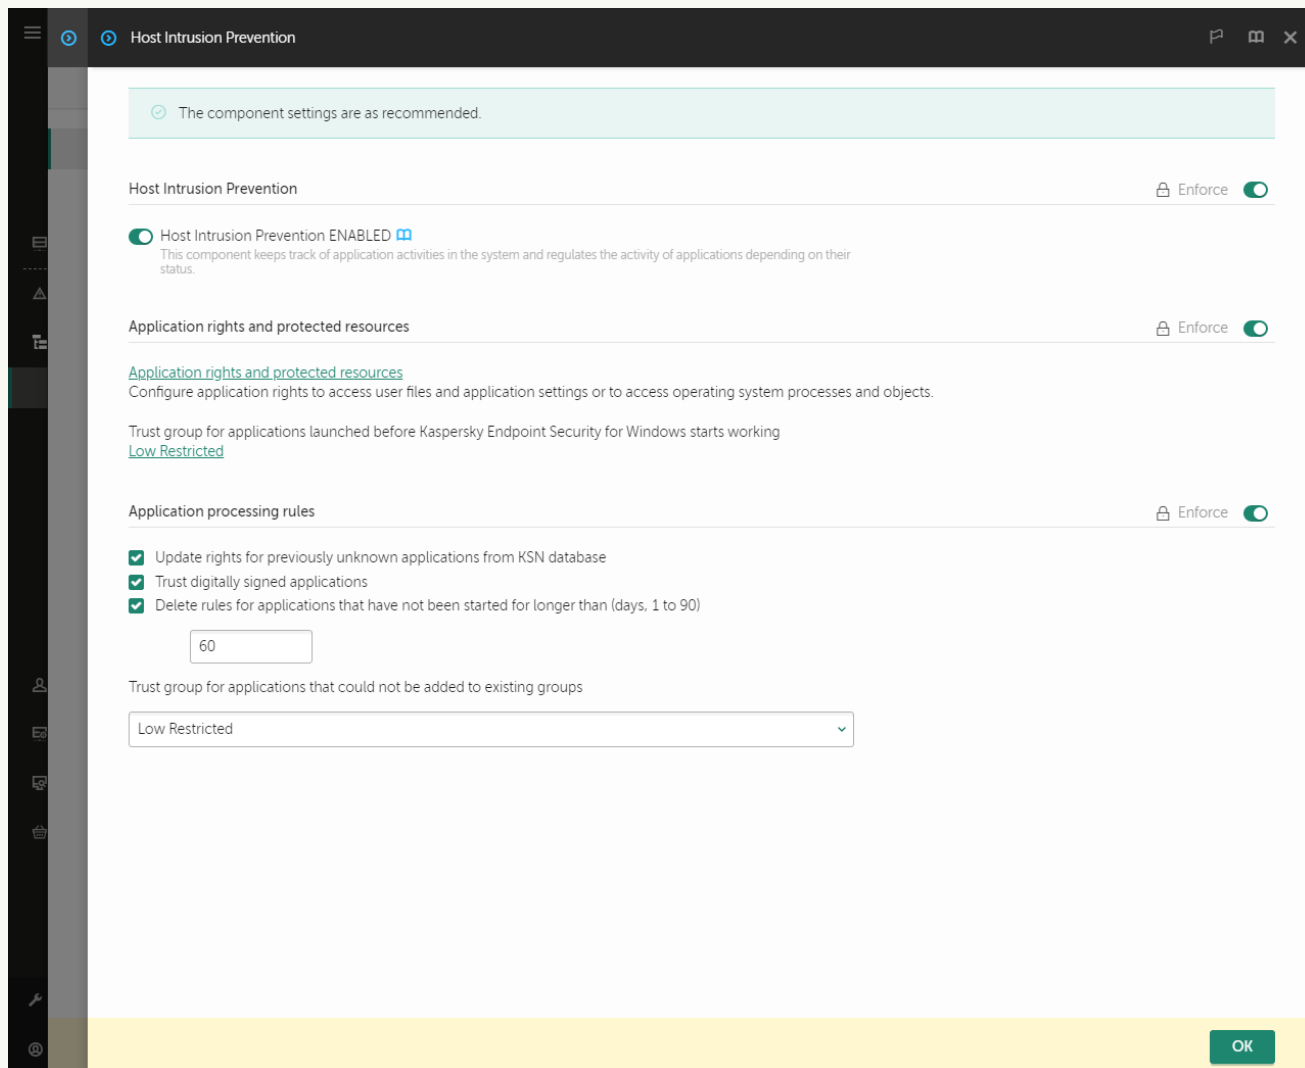 Host Intrusion Prevention
The component settings are as recommended.
Host Intrusion Prevention
Enforce
Host Intrusion Prevention ENABLED
This component keeps track of application activities in the system and regulates the activity of applications depending on their
status.
Application rights and protected resources
Enforce
Application rights and protected resources
Configure application rights to access user files and application settings or to access operating system processes and objects.
Trust group for applications launched before Kaspersky Endpoint Security for Windows starts working
Low Restricted
Application processing rules
Enforce
Update rights for previously unknown applications from KSN database
Trust digitally signed applications
Delete rules for applications that have not been started for longer than (days, 1 to 90)
60
Trust group for applications that could not be added to existing groups
Low Restricted
OK